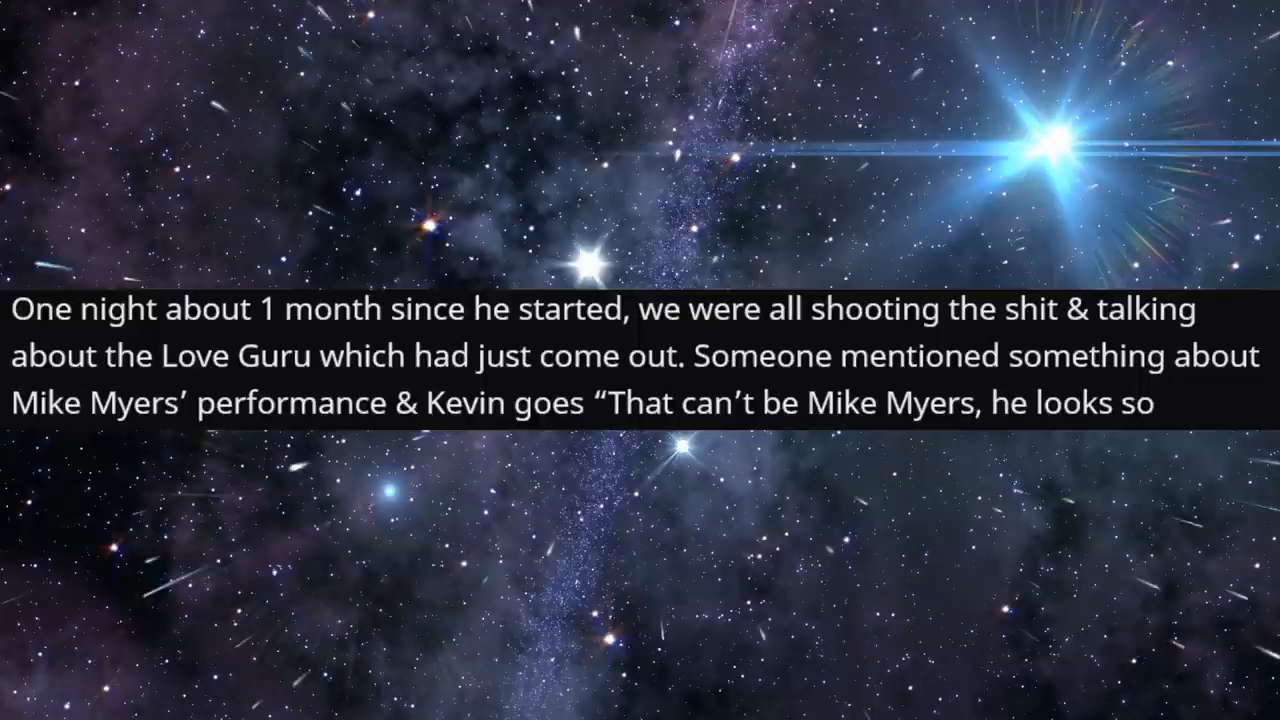 One night about 1 month since he started, we were all shooting the shit & talking
about the Love Guru which had just come out. Someone mentioned something about
Mike Myers’ performance & Kevin goes “That can’t be Mike Myers, he looks so